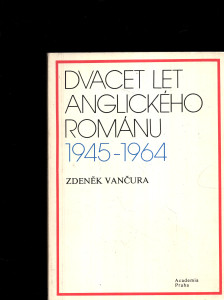 DVACET LET
ANGLICKÉHO
ROMÁNU
1945-1964
ZDENĚK VANČURA
Academia
Praha